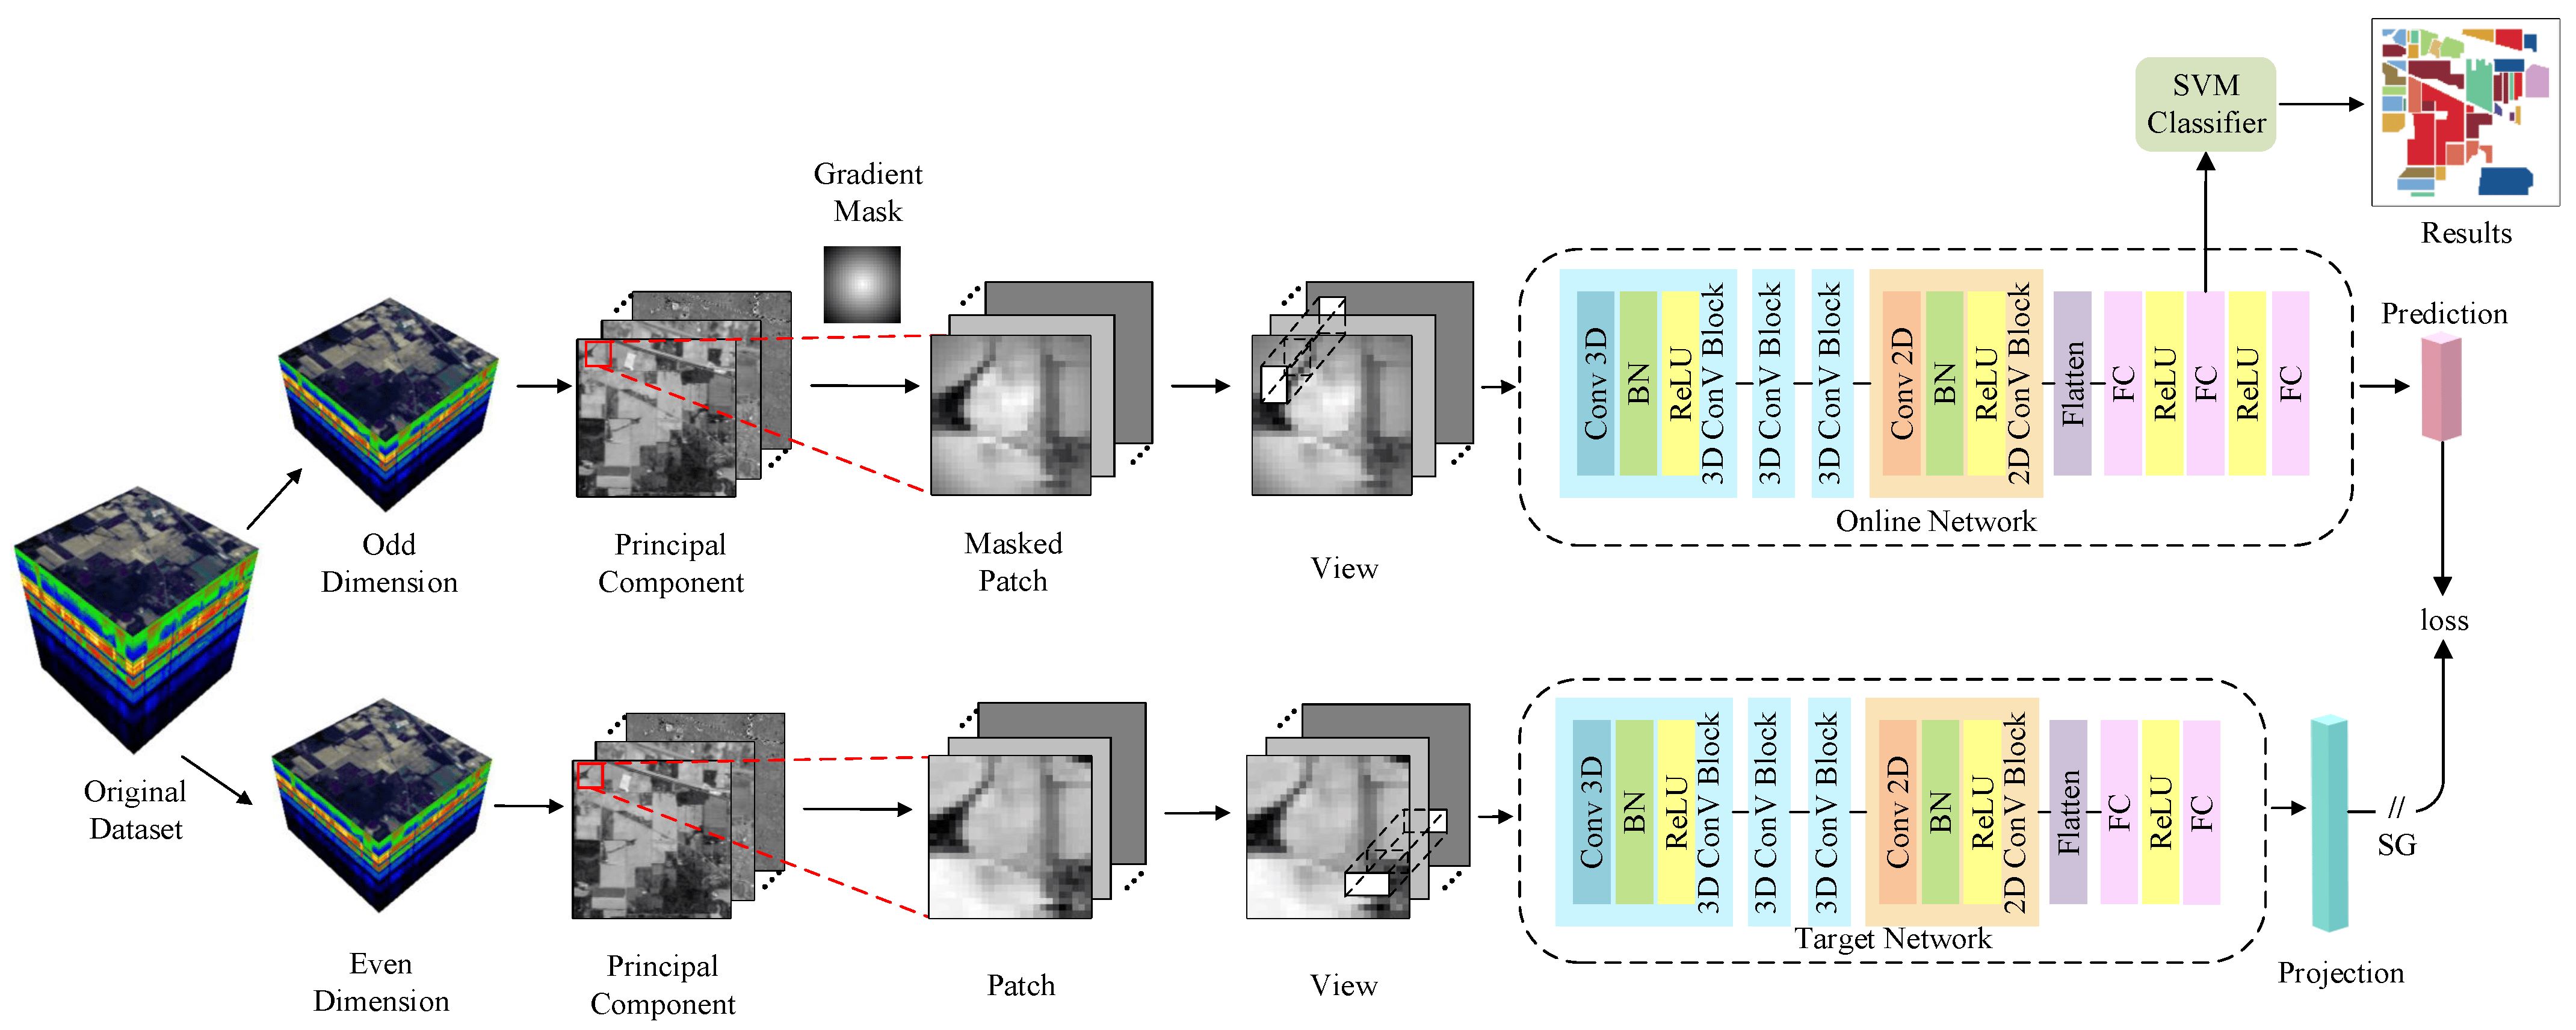 SVM
Classifier
Results
Gradient
Mask
Prediction
Conv 3D
BN
ReLU
3D ConV Block
3D ConV Block
3D ConV Block
Conv 2D
BN
ReLU
2D ConV Block
Flatten
FC
ReLU
FC
ReLU
FC
Online Network
Odd
Dimension
Principal
Component
Masked
Patch
View
loss
Original
Dataset
Conv 3D
BN
ReLU
3D ConV Block
3D ConV Block
3D ConV Block
Conv 2D
BN
ReLU
2D ConV Block
Flatten
FC
ReLU
FC
Target Network
//
SG
Even
Dimension
Principal
Component
Patch
View
Projection